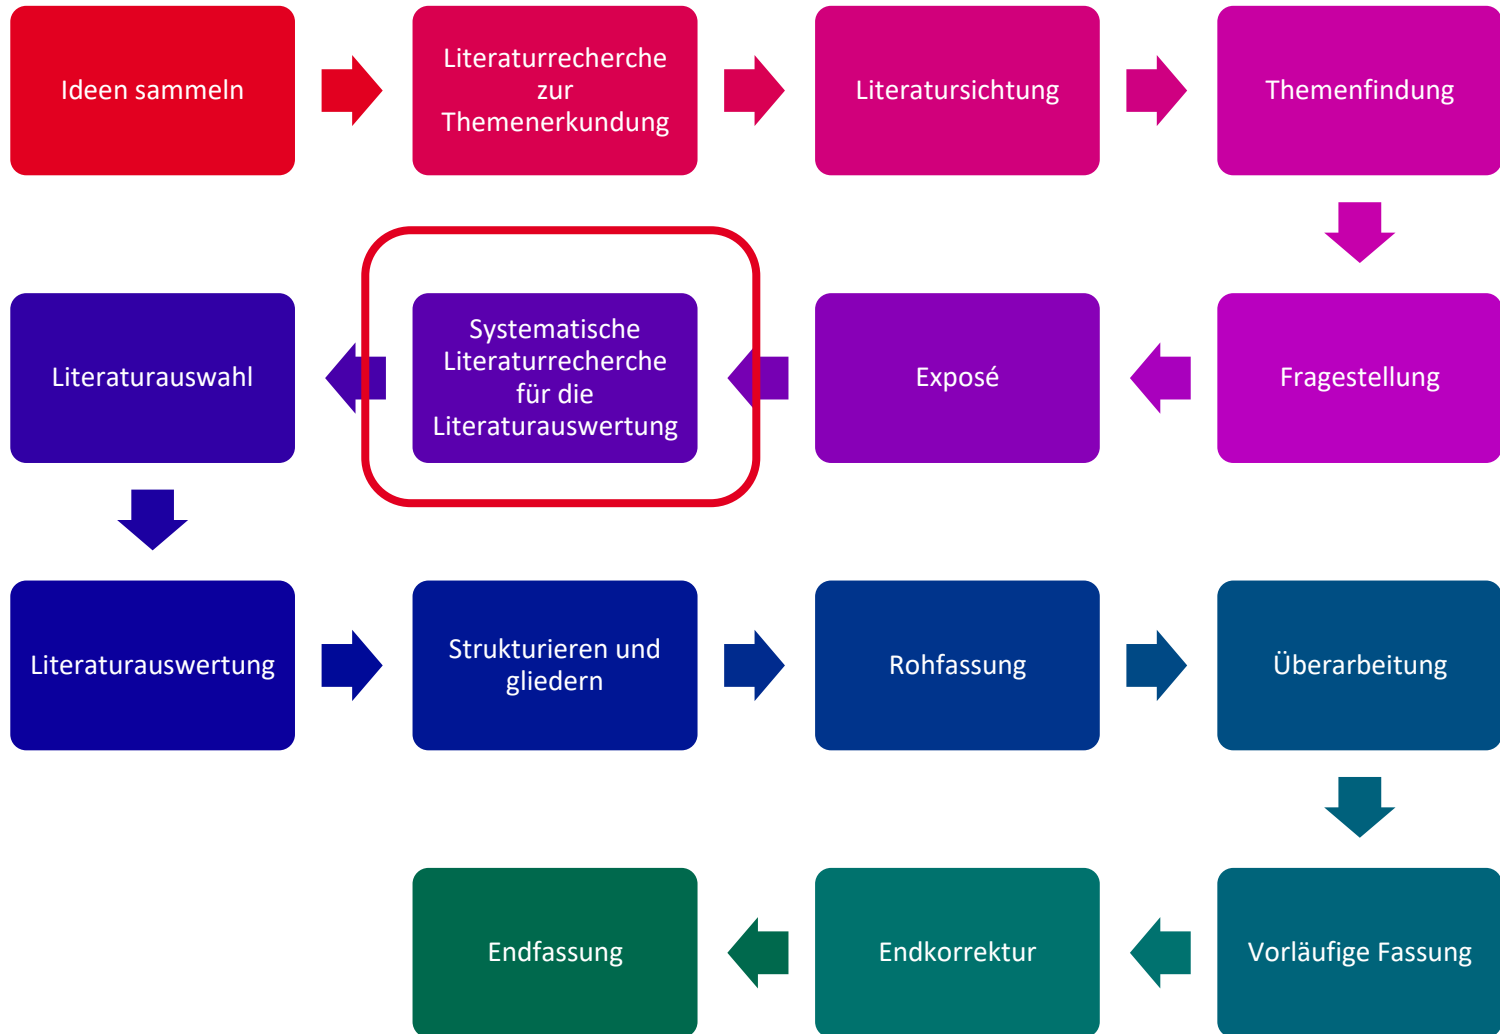 Ideen sammeln
Literaturrecherche
zur
Themenerkundung
Literatursichtung
Themenfindung
Fragestellung
Exposé
Systematische
Literaturrecherche
für die
Literaturauswertung
Literaturauswahl
Literaturauswertung
Strukturieren und
gliedern
Rohfassung
Überarbeitung
Vorläufige Fassung
Endkorrektur
Endfassung